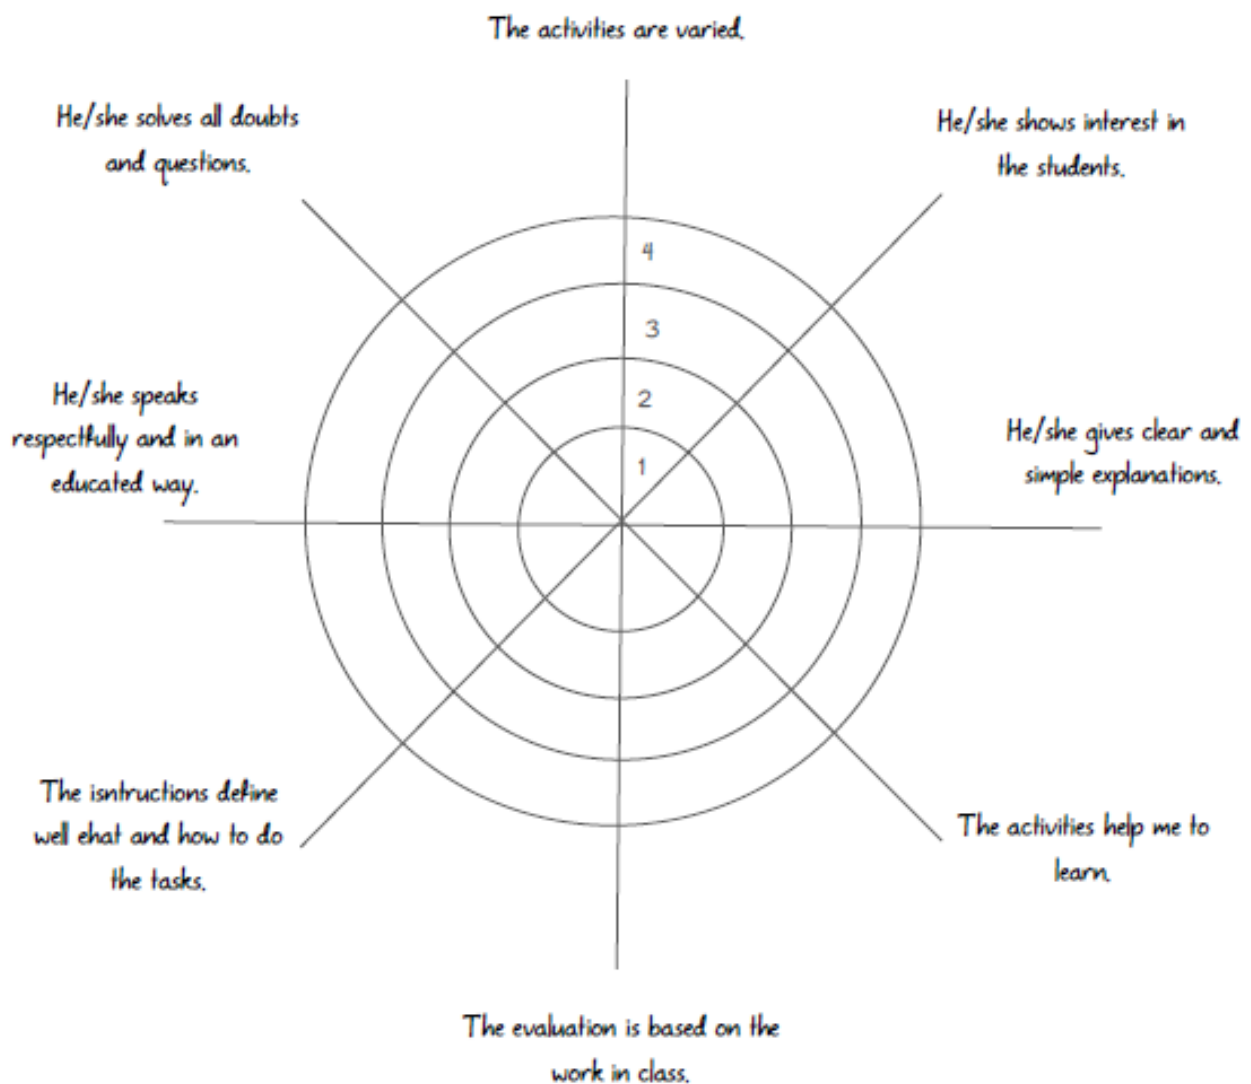 The activities are varied.
He/she solves all doubts
and questions.
He/she shows interest in
the students.
4
3
2
1
He/she speaks
respectfully and in an
educated way.
He/she gives clear and
simple explanations.
The isntructions define
well ehat and how to do
the tasks.
The activities help me to
learn.
The evaluation is based on the
work in class.